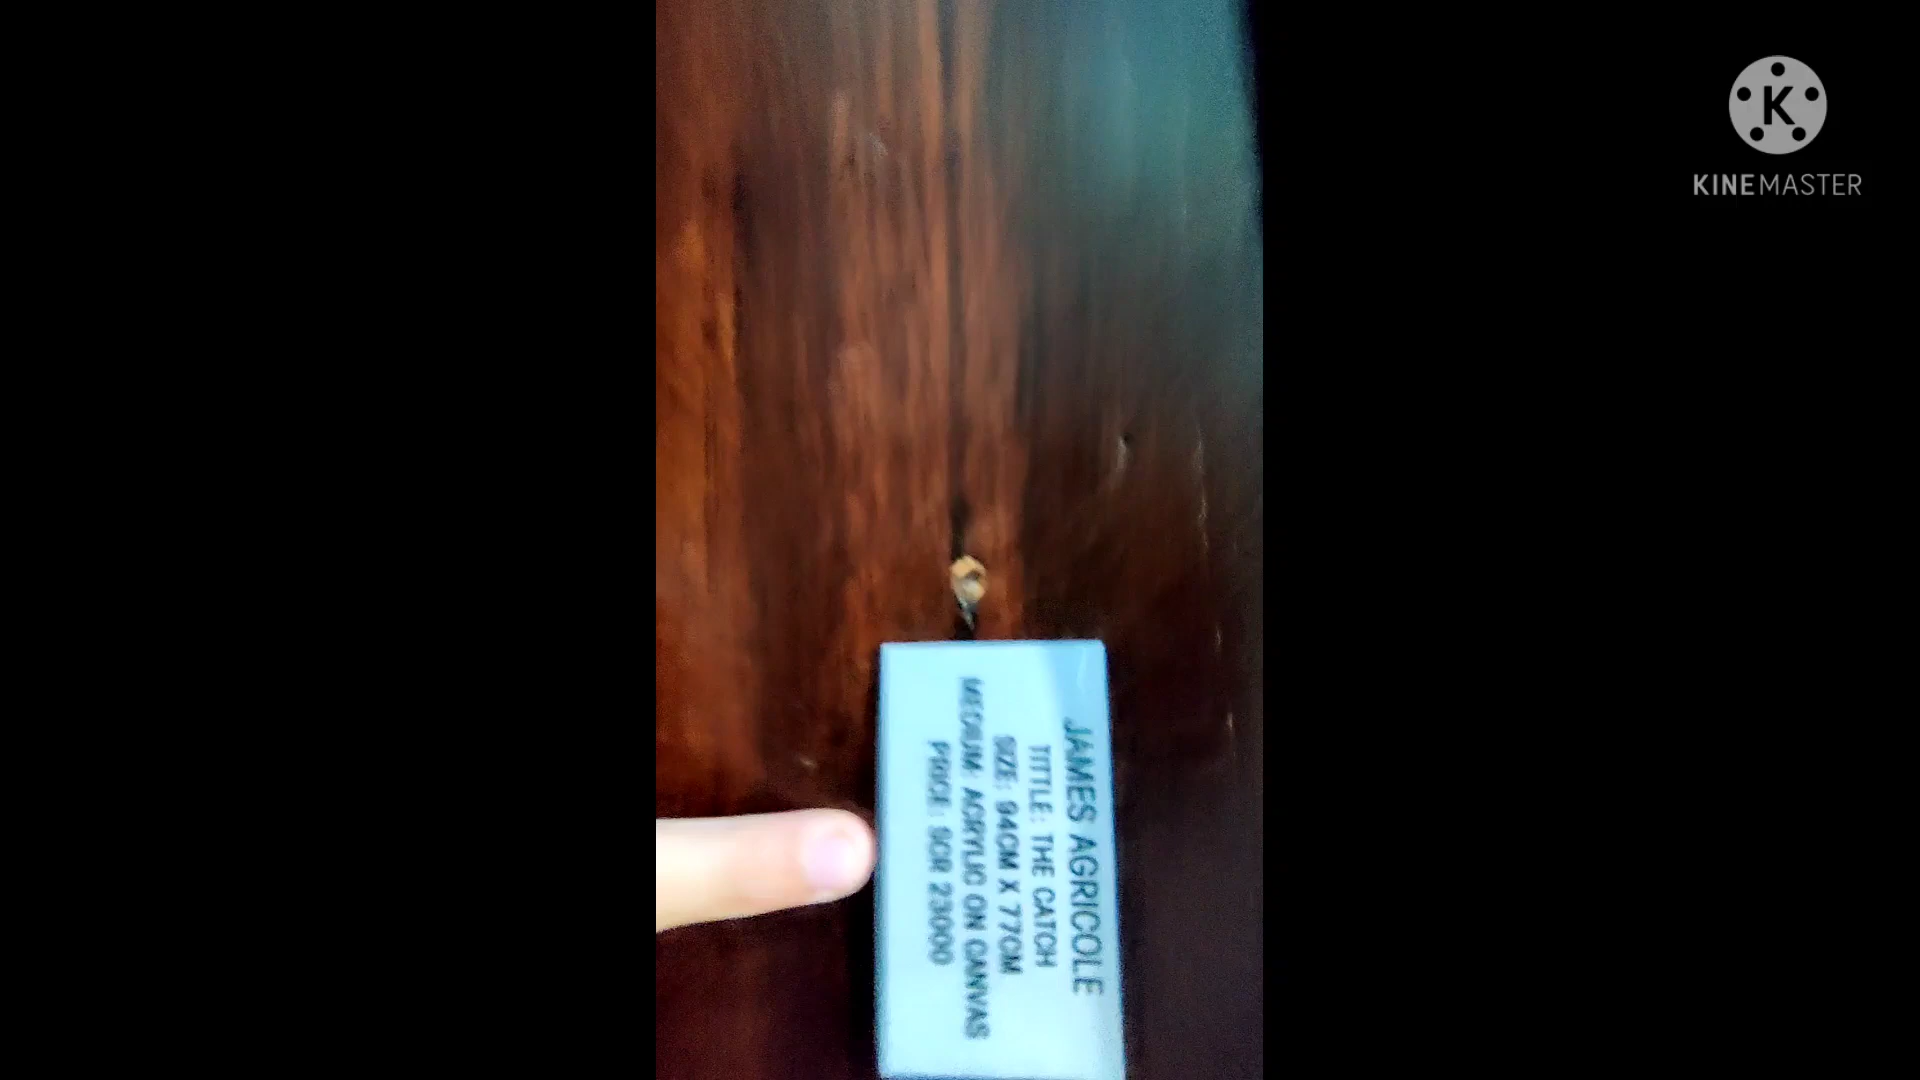 JAMES AGRICOLE
TITTLE: THE CATCH
SIZE: 94CM X 77CM
MEDIUM: ACRYLIC ON CANVAS
PRICE: SCR 23000
K
KINEMASTER